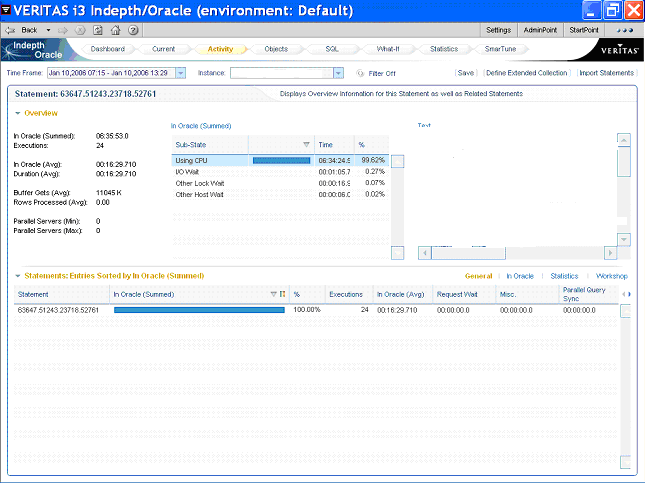 VERITAS i3 Indepth/Oracle (environment: Default)
Back Settings AdminPoint StartPoint
Indepth Oracle Dashboard Current Activity Objects SQL What-If Statistics SmarTune VERITAS
Time Frame: Jan 10,2006 07:15 - Jan 10,2006 13:29 Instance: Filter Off Save Define Extended Collection Import Statements
Statement: 63647.51243.23718.52761 Displays Overview Information for this Statement as well as Related Statements
Overview
In Oracle (Summed): 06:35:53.0
Executions: 24
In Oracle (Avg): 00:16:29.710
Duration (Avg): 00:16:29.710
Buffer Gets (Avg): 11045 K
Rows Processed (Avg): 0.00
Parallel Servers (Min): 0
Parallel Servers (Max): 0
In Oracle (Summed)
Sub-State Time %
Using CPU 06:34:24.5 99.62%
I/O Wait 00:01:05.7 0.27%
Other Lock Wait 00:00:16.9 0.07%
Other Host Wait 00:00:06.0 0.02%
Text
Statements: Entries Sorted by In Oracle (Summed) General In Oracle Statistics Workshop
Statement In Oracle (Summed) % Executions In Oracle (Avg) Request Wait Misc. Parallel Query Sync
63647.51243.23718.52761 100.00% 24 00:16:29.710 00:00:00.0 00:00:00.0 00:00:00.0